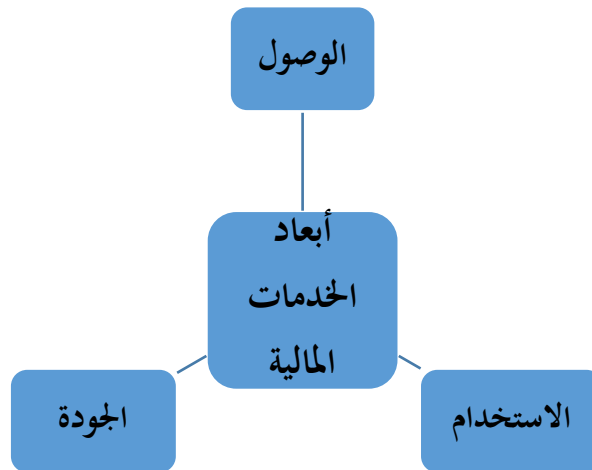 الوصول
أبعاد
الخدمات
المالية
الاستخدام
الجودة